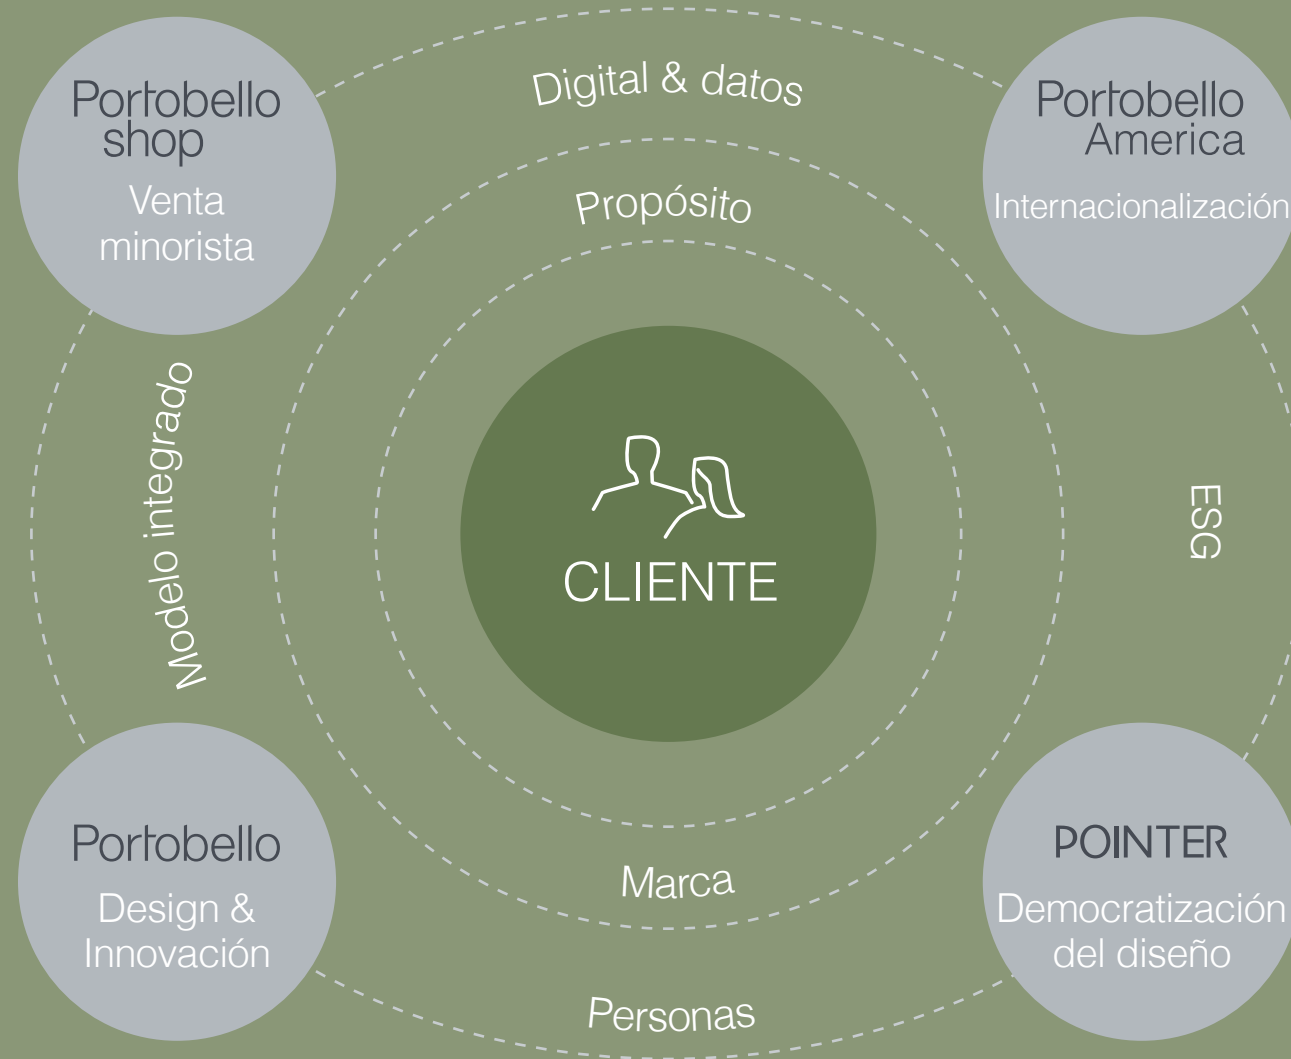 Portobello
shop
Venta
minorista
Digital & datos
Portobello
America
Internacionalización
Propósito
Modelo integrado
CLIENTE
ESG
Portobello
Design &
Innovación
Marca
POINTER
Democratización
del diseño
Personas